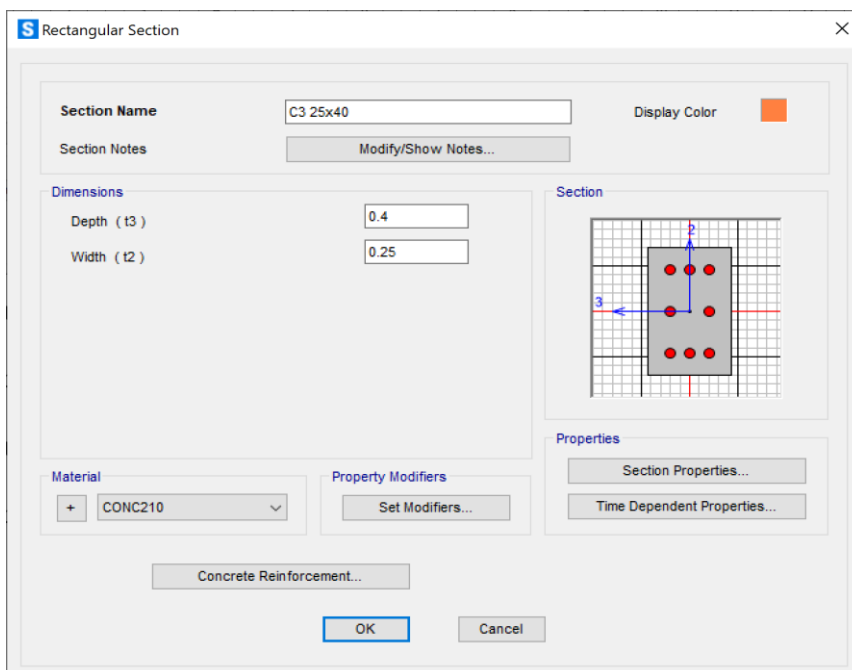 S Rectangular Section
Section Name C3 25x40 Display Color
Section Notes Modify/Show Notes...
Dimensions Section
Depth ( t3 ) 0.4
Width ( t2 ) 0.25
2
3
Properties
Material Property Modifiers Section Properties...
+ CONC210 Set Modifiers... Time Dependent Properties...
Concrete Reinforcement...
OK Cancel